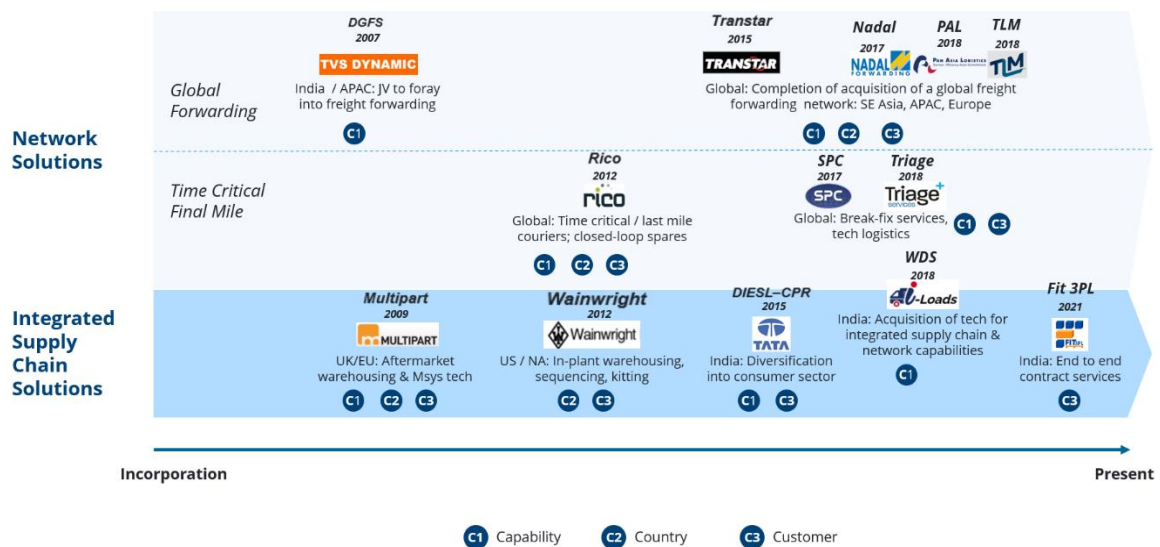 Network
Solutions
Global
Forwarding
DGFS
2007
TVS DYNAMIC
India / APAC: JV to foray
into freight forwarding
C1
Transtar
2015
TRANSTAR
Nadal
2017
NADAL
FORWARDING
PAL
2018
PAN ASIA LOGISTICS
TLM
2018
TLM
Global: Completion of acquisition of a global freight
forwarding network: SE Asia, APAC, Europe
C1 C2 C3
Time Critical
Final Mile
Rico
2012
rico
Global: Time critical / last mile
couriers; closed-loop spares
C1 C2 C3
SPC
2017
SPC
Triage
2018
Triage+
services
Global: Break-fix services,
tech logistics
C1 C3
Integrated
Supply
Chain
Solutions
Multipart
2009
m MULTIPART
UK/EU: Aftermarket
warehousing & Msys tech
C1 C2 C3
Wainwright
2012
Wainwright
US / NA: In-plant warehousing,
sequencing, kitting
C2 C3
DIESL–CPR
2015
TATA
India: Diversification
into consumer sector
C1 C3
WDS
2018
i-Loads
India: Acquisition of tech for
integrated supply chain &
network capabilities
C1
Fit 3PL
2021
FIT3PL
India: End to end
contract services
C3
Incorporation
Present
C1 Capability
C2 Country
C3 Customer